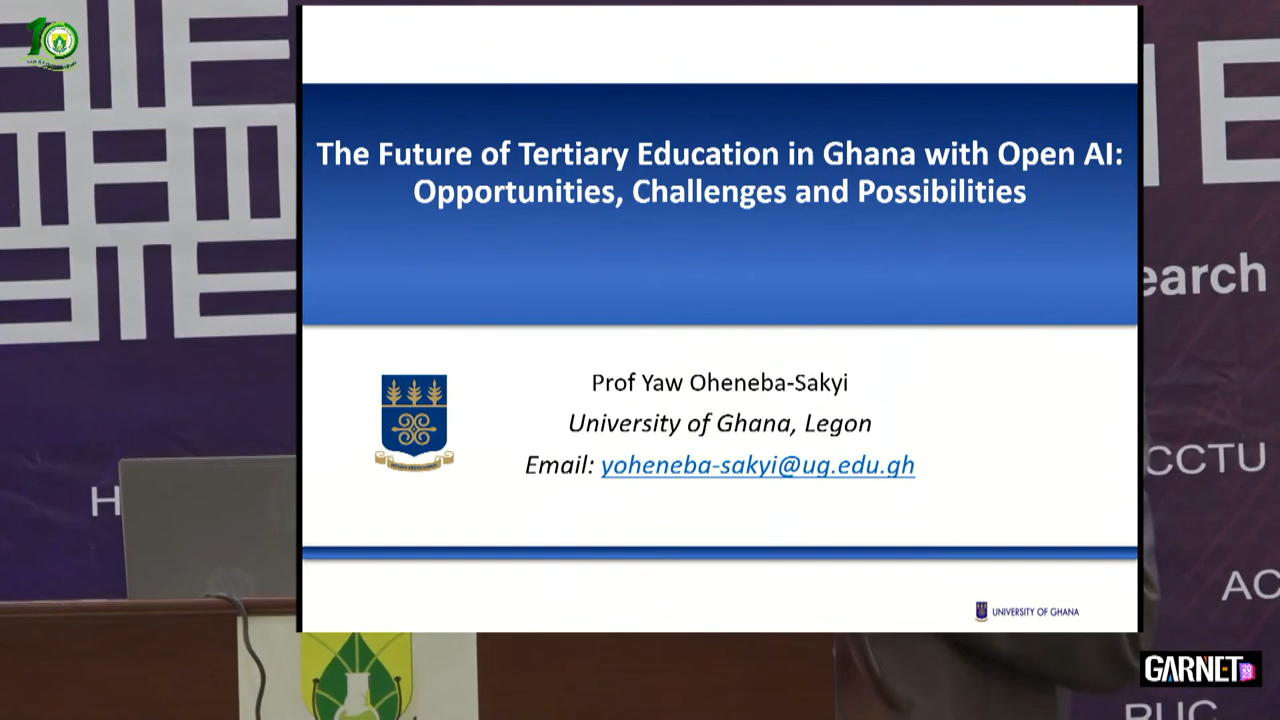 10
The Future of Tertiary Education in Ghana with Open AI:
Opportunities, Challenges and Possibilities
earch
Prof Yaw Oheneba-Sakyi
University of Ghana, Legon
Email: yoheneba-sakyi@ug.edu.gh
CCTU
H
AC
UNIVERSITY OF GHANA
GARNET